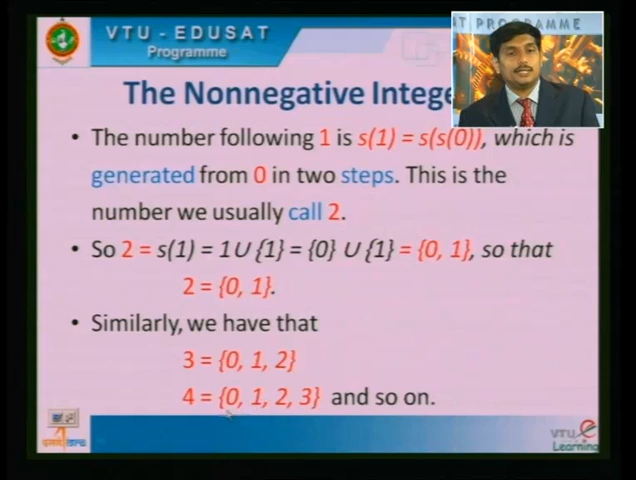 VTU - EDUSAT
Programme
AT PROGRAMME
The Nonnegative Intege
• The number following 1 is s(1) = s(s(0)), which is
generated from 0 in two steps. This is the
number we usually call 2.
• So 2 = s(1) = 1 ∪ {1} = {0} ∪ {1} = {0, 1}, so that
2 = {0, 1}.
• Similarly, we have that
3 = {0, 1, 2}
4 = {0, 1, 2, 3} and so on.
VTU e
Learning